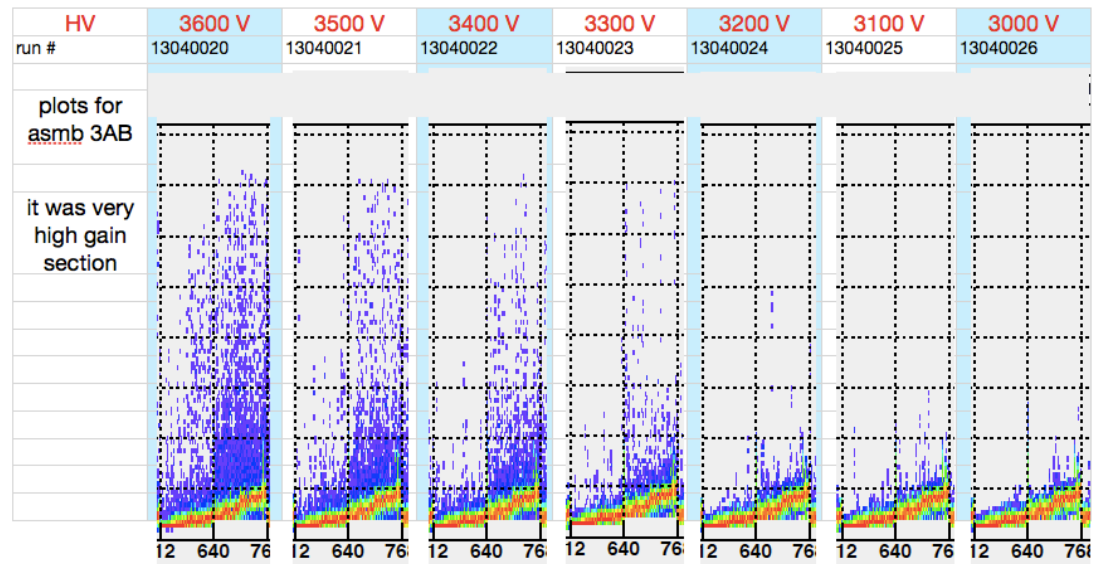 HV 3600 V 3500 V 3400 V 3300 V 3200 V 3100 V 3000 V
run # 13040020 13040021 13040022 13040023 13040024 13040025 13040026
plots for
asmb 3AB
it was very
high gain
section
12 640 76 12 640 768 12 640 768 12 640 768 12 640 768 12 640 76 12 640 768